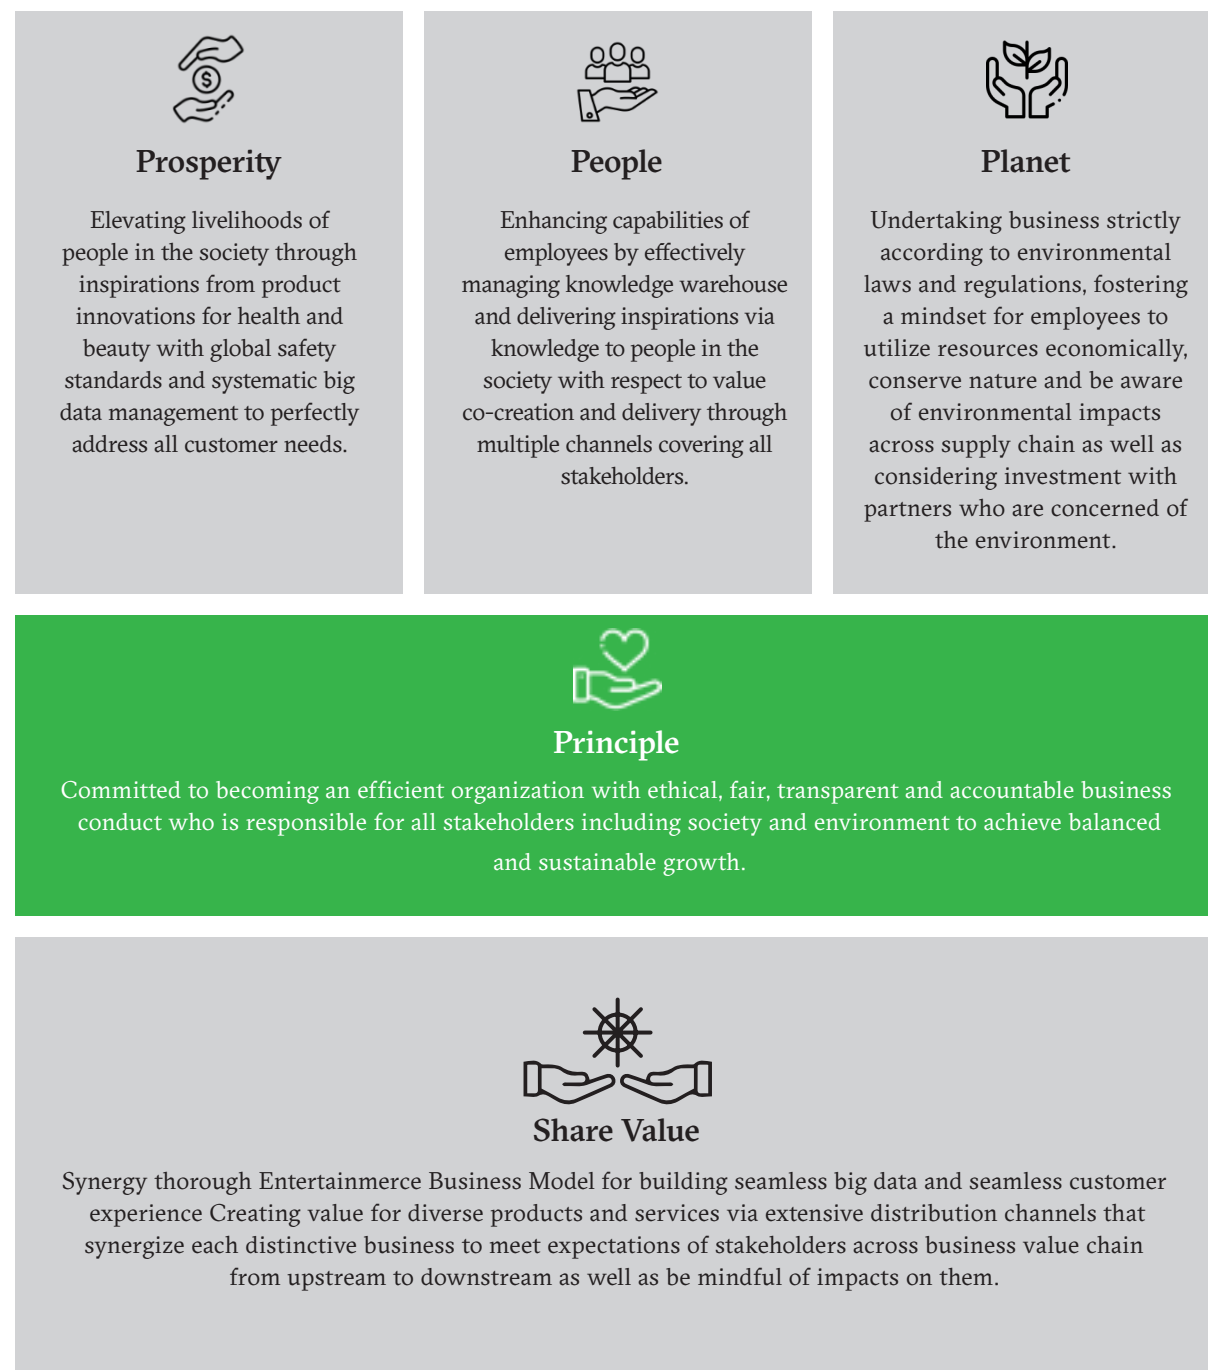 Prosperity
Elevating livelihoods of
people in the society through
inspirations from product
innovations for health and
beauty with global safety
standards and systematic big
data management to perfectly
address all customer needs.
People
Enhancing capabilities of
employees by effectively
managing knowledge warehouse
and delivering inspirations via
knowledge to people in the
society with respect to value
co-creation and delivery through
multiple channels covering all
stakeholders.
Planet
Undertaking business strictly
according to environmental
laws and regulations, fostering
a mindset for employees to
utilize resources economically,
conserve nature and be aware
of environmental impacts
across supply chain as well as
considering investment with
partners who are concerned of
the environment.
Principle
Committed to becoming an efficient organization with ethical, fair, transparent and accountable business
conduct who is responsible for all stakeholders including society and environment to achieve balanced
and sustainable growth.
Share Value
Synergy thorough Entertainmerce Business Model for building seamless big data and seamless customer
experience Creating value for diverse products and services via extensive distribution channels that
synergize each distinctive business to meet expectations of stakeholders across business value chain
from upstream to downstream as well as be mindful of impacts on them.